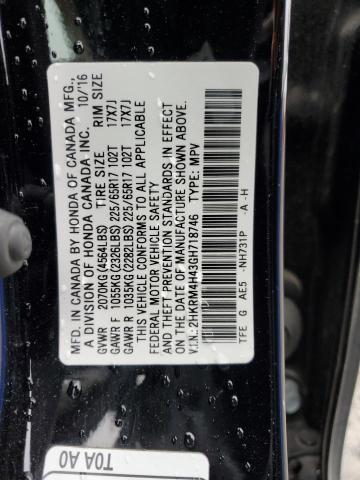 MFD. IN CANADA BY HONDA OF CANADA MFG.,
A DIVISION OF HONDA CANADA INC. 10/'16
GVWR 2070KG (4564LBS) TIRE SIZE RIM SIZE
GAWR F 1055KG(2326LBS) 225/65R17 102T 17X7J
GAWR R 1035KG(2282LBS) 225/65R17 102T 17X7J
THIS VEHICLE CONFORMS TO ALL APPLICABLE
FEDERAL MOTOR VEHICLE SAFETY
AND THEFT PREVENTION STANDARDS IN EFFECT
ON THE DATE OF MANUFACTURE SHOWN ABOVE.
V.I.N.: 2HKRM4H43GH718746 TYPE: MPV
TFE G AE5 -NH731P -A -H
T0A A0